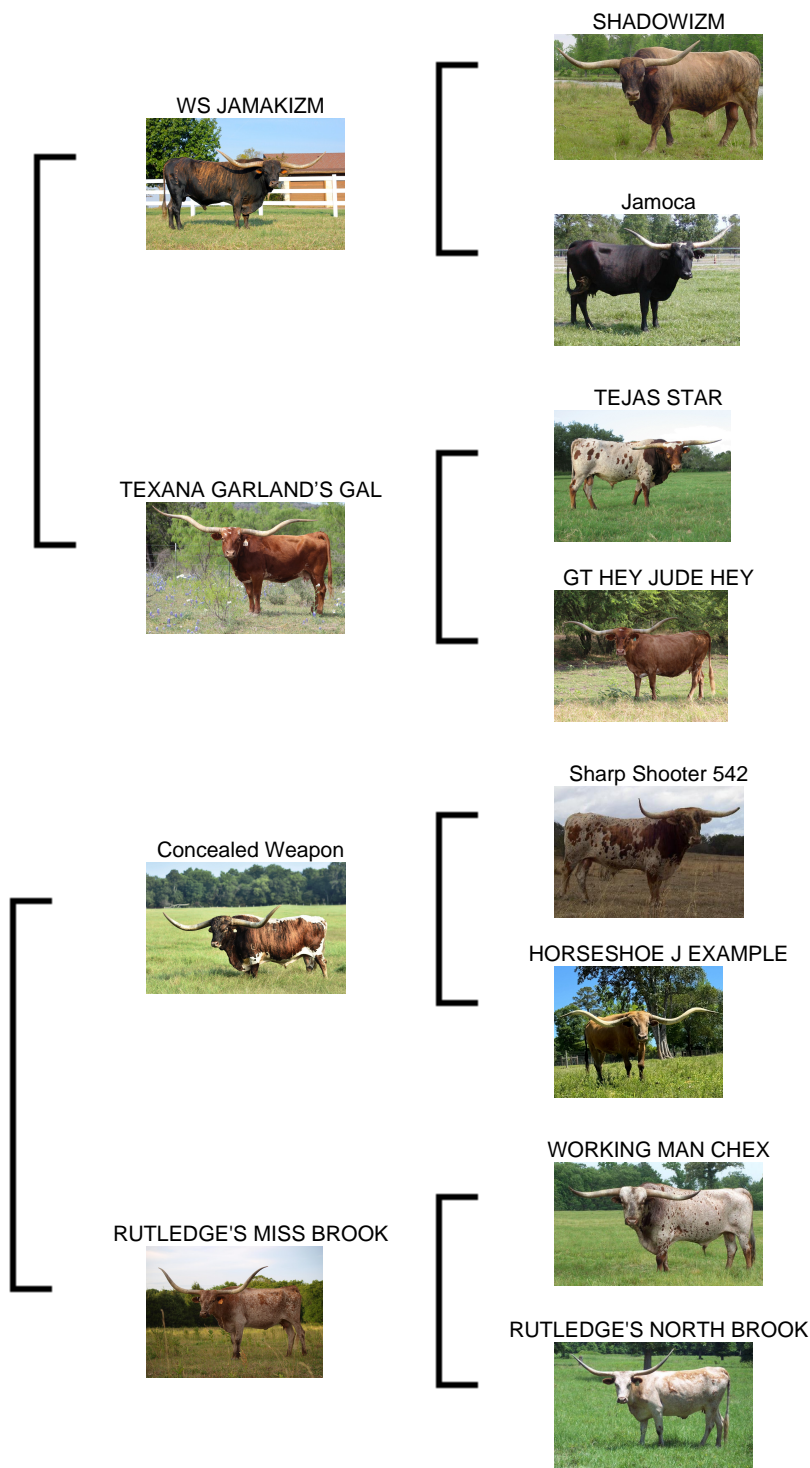 SHADOWIZM
WS JAMAKIZM
Jamoca
TEJAS STAR
TEXANA GARLAND'S GAL
GT HEY JUDE HEY
Sharp Shooter 542
Concealed Weapon
HORSESHOE J EXAMPLE
WORKING MAN CHEX
RUTLEDGE'S MISS BROOK
RUTLEDGE'S NORTH BROOK